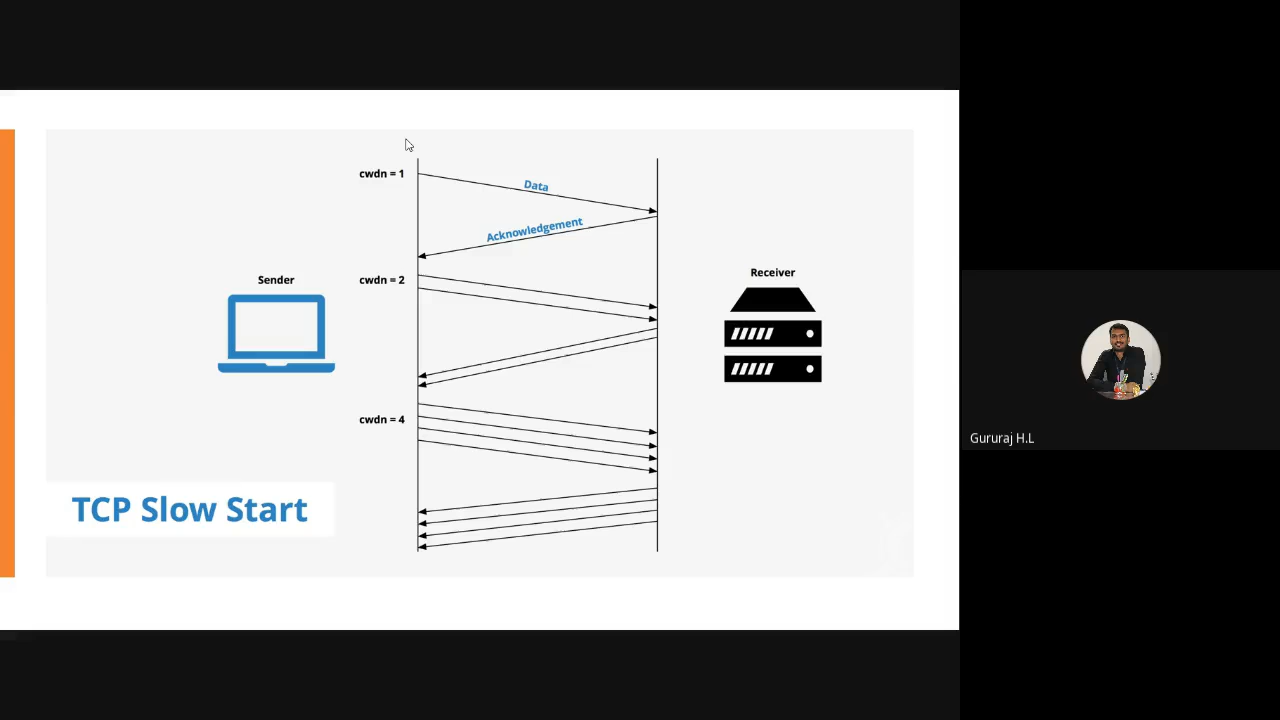 cwdn = 1
Data
Acknowledgement
Sender
cwdn = 2
Receiver
cwdn = 4
TCP Slow Start
Gururaj H.L